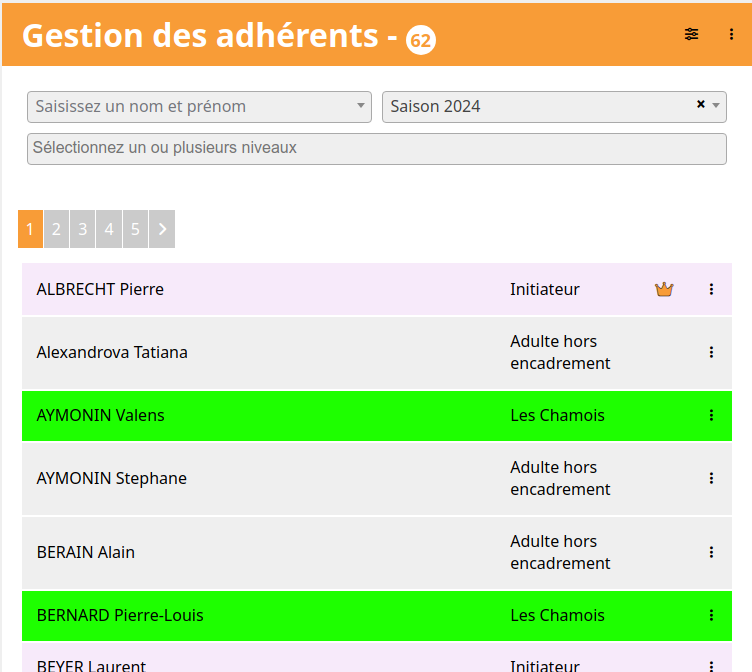 Gestion des adhérents - 62
Saisissez un nom et prénom
Saison 2024 ×
Sélectionnez un ou plusieurs niveaux
1 2 3 4 5
ALBRECHT Pierre Initiateur
Alexandrova Tatiana Adulte hors
encadrement
AYMONIN Valens Les Chamois
AYMONIN Stephane Adulte hors
encadrement
BERAIN Alain Adulte hors
encadrement
BERNARD Pierre-Louis Les Chamois
BEYER Laurent Initiateur